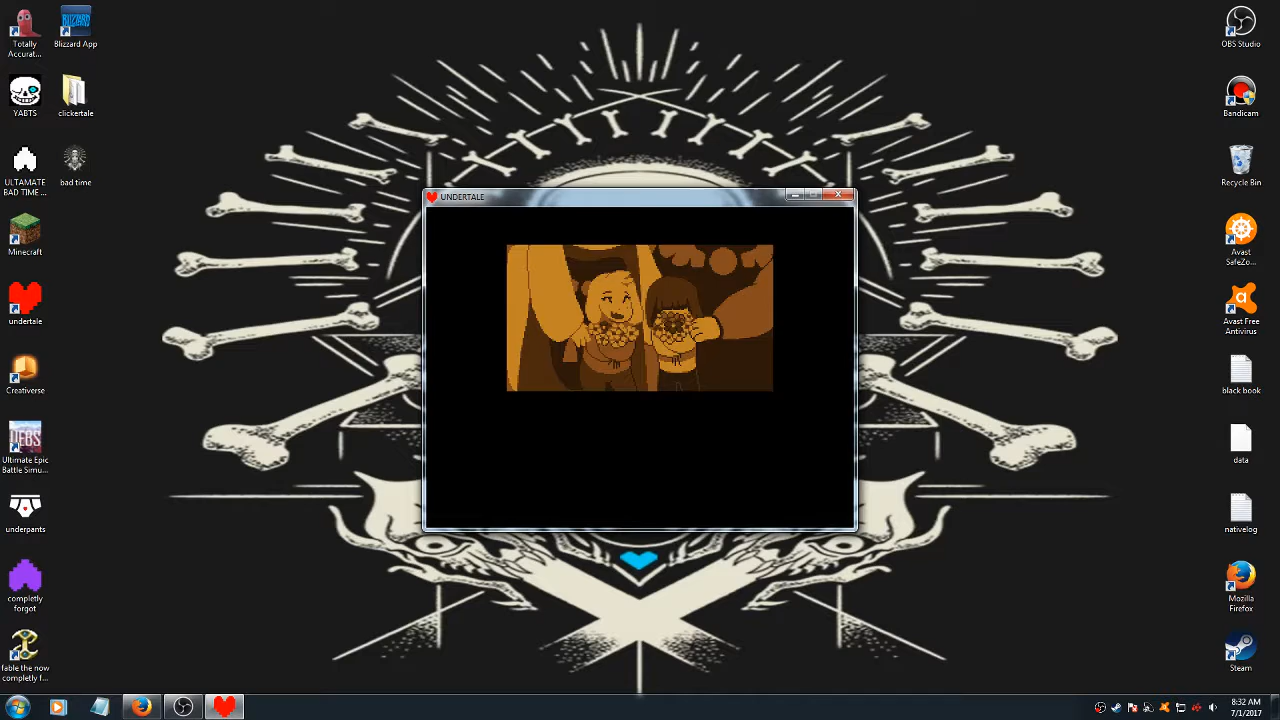 Totally
Accurat...
Blizzard App
YABTS
clickertale
ULTAMATE
BAD TIME ...
bad time
Minecraft
undertale
Creativerse
Ultimate Epic
Battle Simu...
underpants
completly
forgot
fable the now
completly f...
UNDERTALE
OBS Studio
Bandicam
Recycle Bin
Avast
SafeZo...
Avast Free
Antivirus
black book
data
nativelog
Mozilla
Firefox
Steam
8:32 AM
7/1/2017